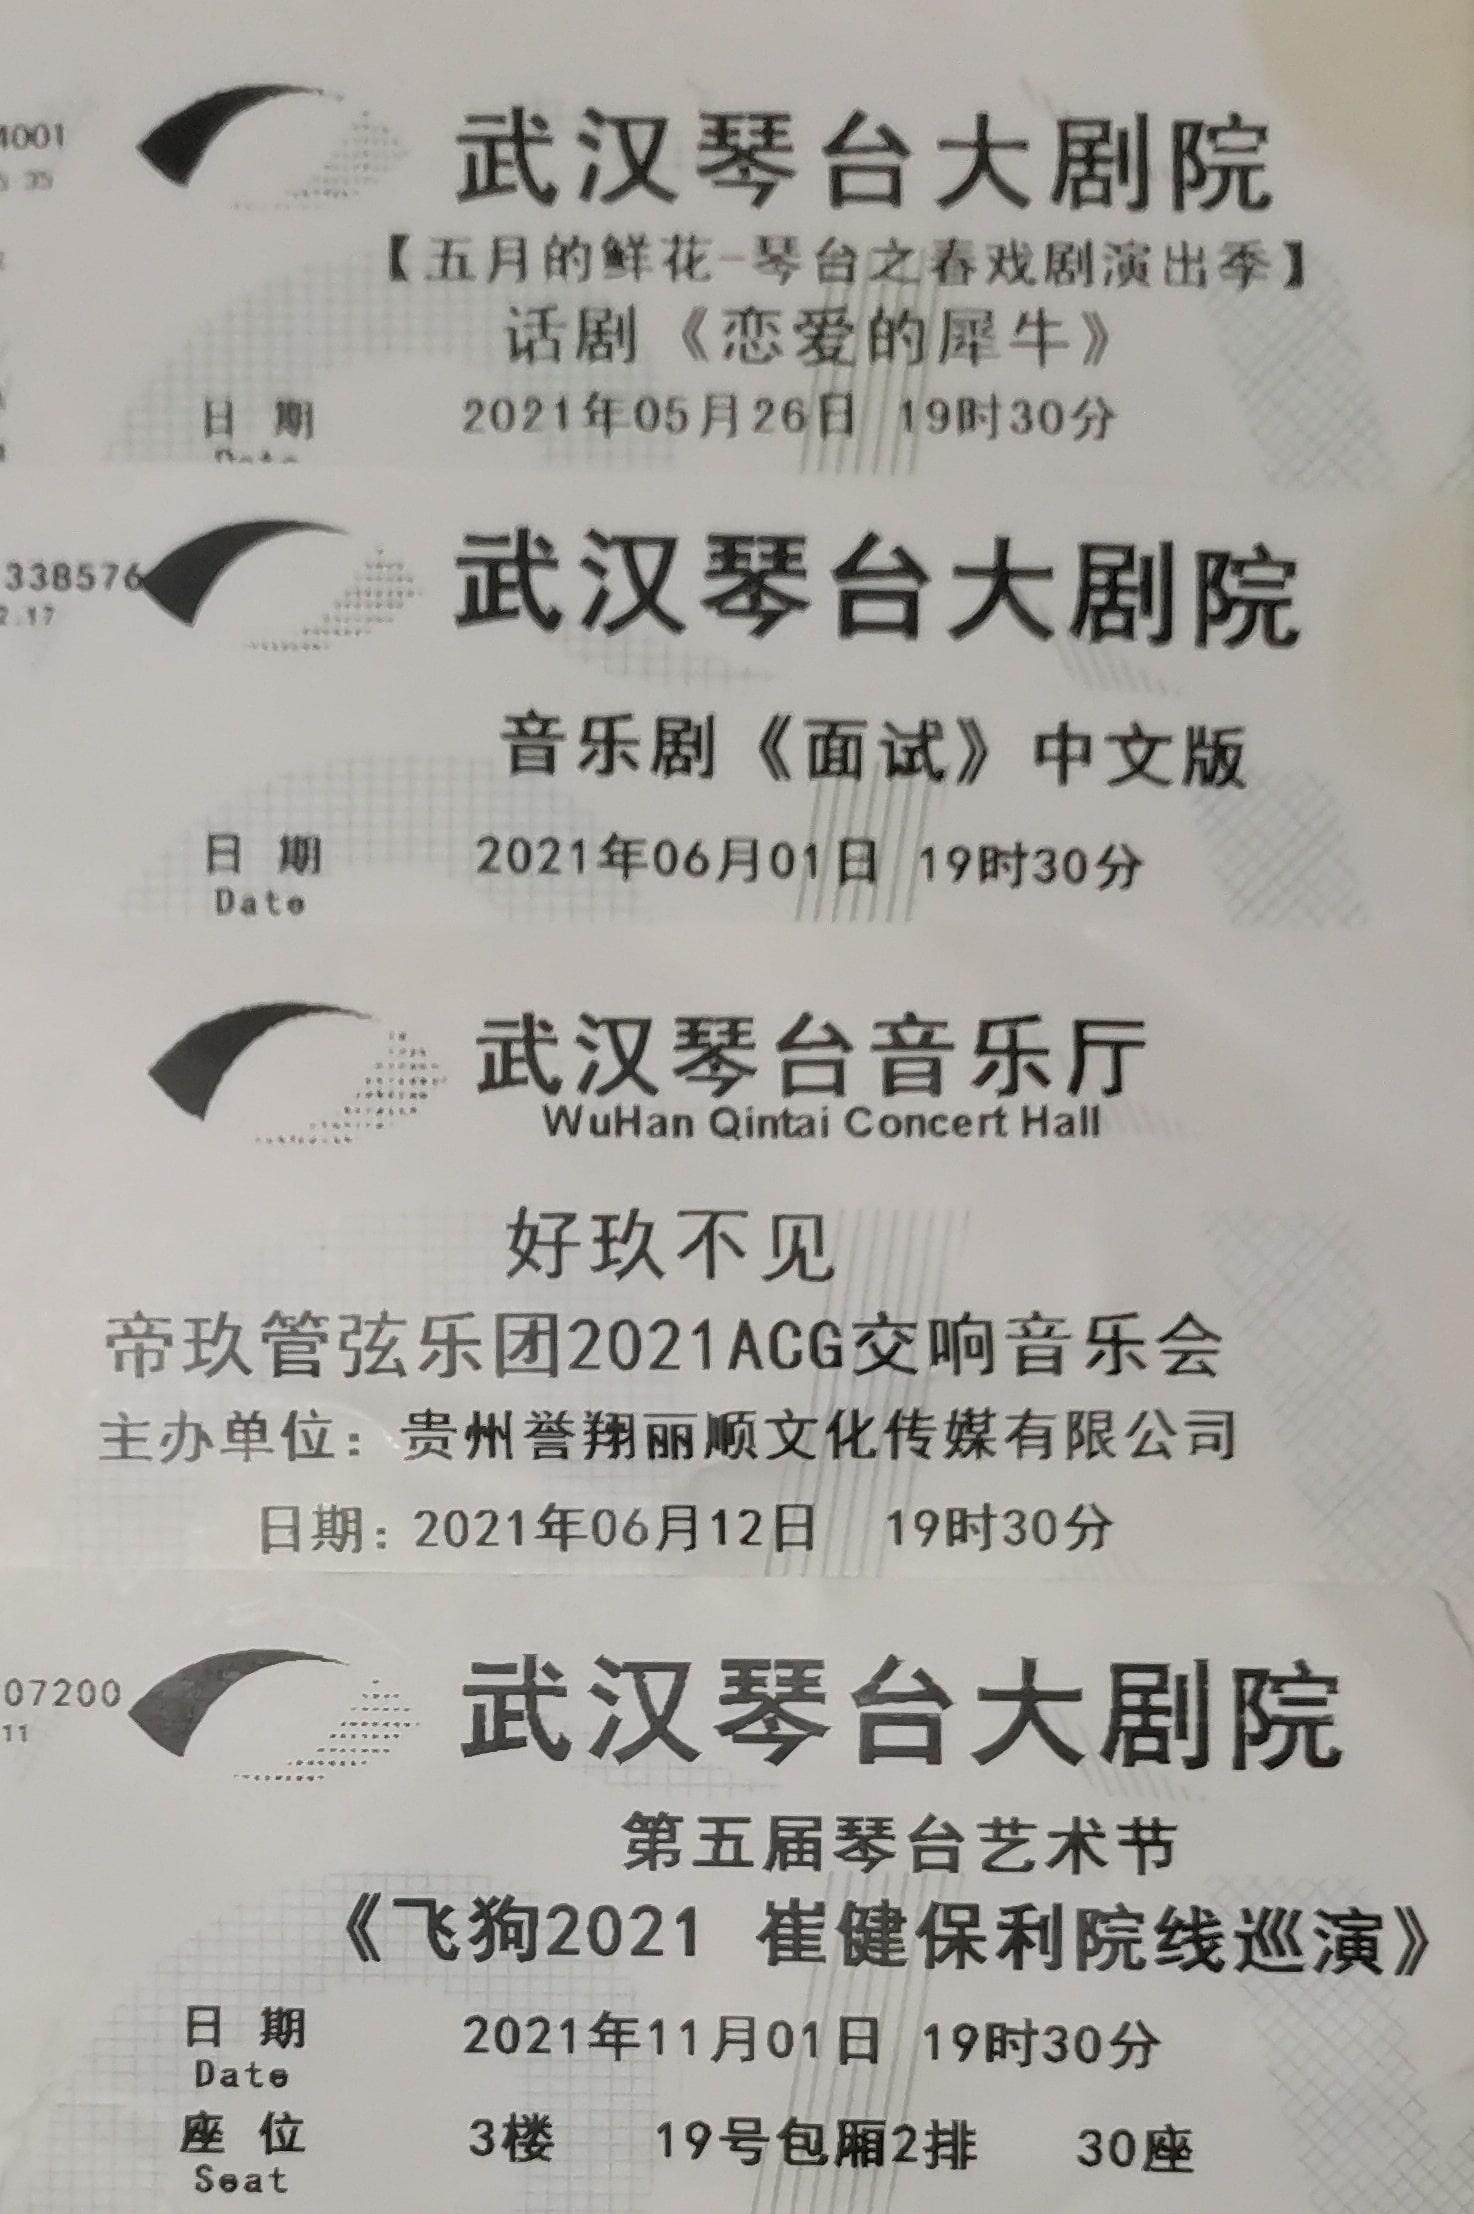 4001
武汉琴台大剧院
【五月的鲜花-琴台之春戏剧演出季】
话剧《恋爱的犀牛》
日 期 2021年05月26日 19时30分
Date
338576
2.17
武汉琴台大剧院
音乐剧《面试》中文版
日 期 2021年06月01日 19时30分
Date
武汉琴台音乐厅
WuHan Qintai Concert Hall
好玖不见
帝玖管弦乐团2021ACG交响音乐会
主办单位：贵州誉翔丽顺文化传媒有限公司
日期：2021年06月12日 19时30分
07200
11
武汉琴台大剧院
第五届琴台艺术节
《飞狗2021 崔健保利院线巡演》
日 期 2021年11月01日 19时30分
Date
座 位 3楼 19号包厢2排 30座
Seat